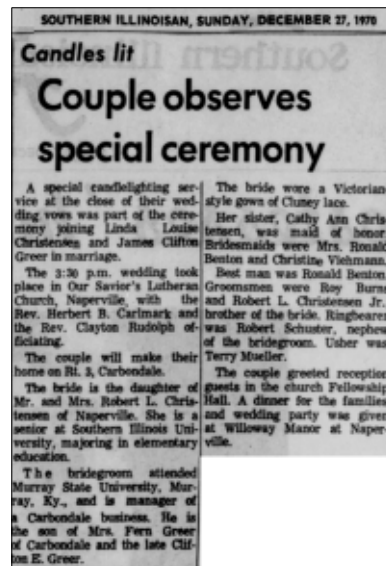 SOUTHERN ILLINOISAN, SUNDAY, DECEMBER 27, 1970
Candles lit
Couple observes
special ceremony
A special candlelighting ser-
vice at the close of their wed-
ding vows was part of the cere-
mony joining Linda Louise
Christensen and James Clifton
Greer in marriage.
The 3:30 p.m. wedding took
place in Our Savior's Lutheran
Church, Naperville, with the
Rev. Herbert B. Carlmark and
the Rev. Clayton Rudolph of-
ficiating.
The couple will make their
home on Rt. 3, Carbondale.
The bride is the daughter of
Mr. and Mrs. Robert L. Chris-
tensen of Naperville. She is a
senior at Southern Illinois Uni-
versity, majoring in elementary
education.
The bridegroom attended
Murray State University, Mur-
ray, Ky., and is manager of
a Carbondale business. He is
the son of Mrs. Fern Greer
of Carbondale and the late Clif-
ton E. Greer.
The bride wore a Victorian
style gown of Cluney lace.
Her sister, Cathy Ann Chris-
tensen, was maid of honor.
Bridesmaids were Mrs. Ronald
Benton and Christine Viehmann.
Best man was Ronald Benton.
Groomsmen were Roy Burns
and Robert L. Christensen Jr.
brother of the bride. Ringbearer
was Robert Schuster, nephew
of the bridegroom. Usher was
Terry Mueller.
The couple greeted reception
guests in the church Fellowship
Hall. A dinner for the families
and wedding party was given
at Willoway Manor at Naper-
ville.